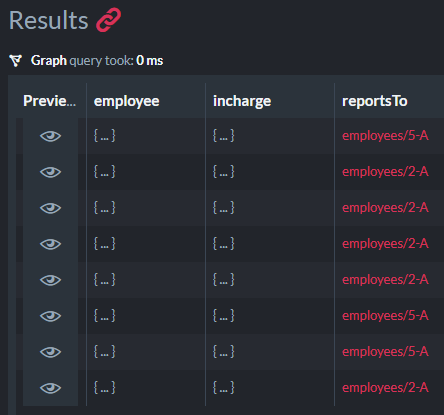 Results
Graph query took: 0 ms
Previe... employee incharge reportsTo
{ ... } { ... } employees/5-A
{ ... } { ... } employees/2-A
{ ... } { ... } employees/2-A
{ ... } { ... } employees/2-A
{ ... } { ... } employees/2-A
{ ... } { ... } employees/5-A
{ ... } { ... } employees/5-A
{ ... } { ... } employees/2-A